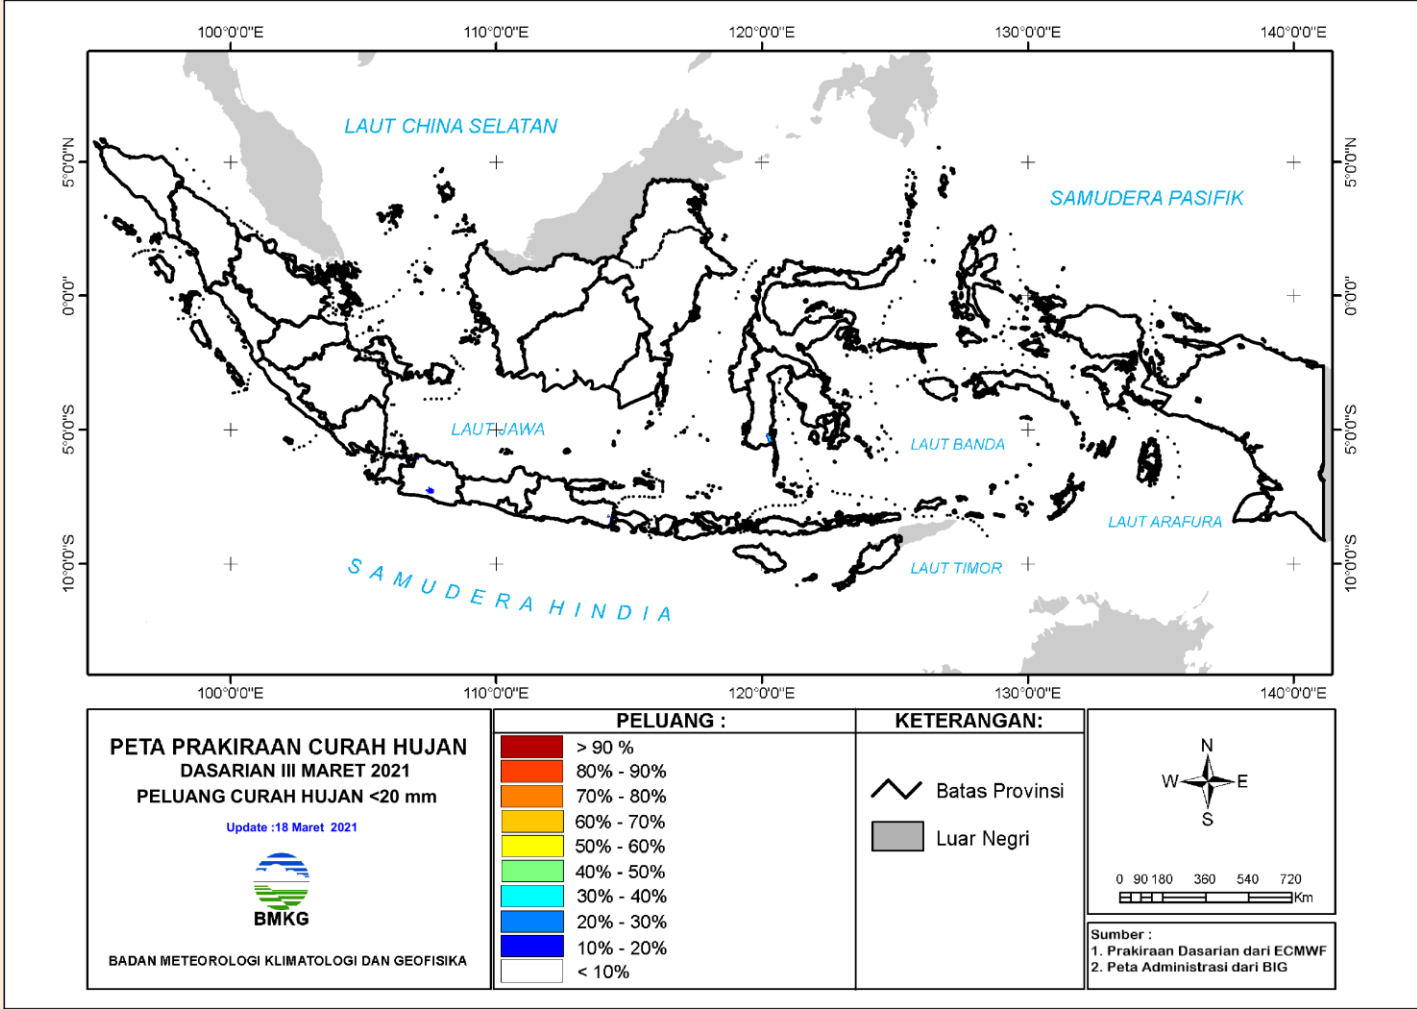 100°0'0"E 110°0'0"E 120°0'0"E 130°0'0"E 140°0'0"E
LAUT CHINA SELATAN
5°0'0"N 5°0'0"N
SAMUDERA PASIFIK
0°0'0" 0°0'0"
5°0'0"S 5°0'0"S
LAUT JAWA
LAUT BANDA
LAUT ARAFURA
10°0'0"S 10°0'0"S
LAUT TIMOR
SAMUDERA HINDIA
100°0'0"E 110°0'0"E 120°0'0"E 130°0'0"E 140°0'0"E
PETA PRAKIRAAN CURAH HUJAN
DASARIAN III MARET 2021
PELUANG CURAH HUJAN <20 mm
Update :18 Maret 2021
BMKG
BADAN METEOROLOGI KLIMATOLOGI DAN GEOFISIKA
PELUANG :
> 90 %
80% - 90%
70% - 80%
60% - 70%
50% - 60%
40% - 50%
30% - 40%
20% - 30%
10% - 20%
< 10%
KETERANGAN:
Batas Provinsi
Luar Negri
N
W E
S
0 90 180 360 540 720
Km
Sumber :
1. Prakiraan Dasarian dari ECMWF
2. Peta Administrasi dari BIG